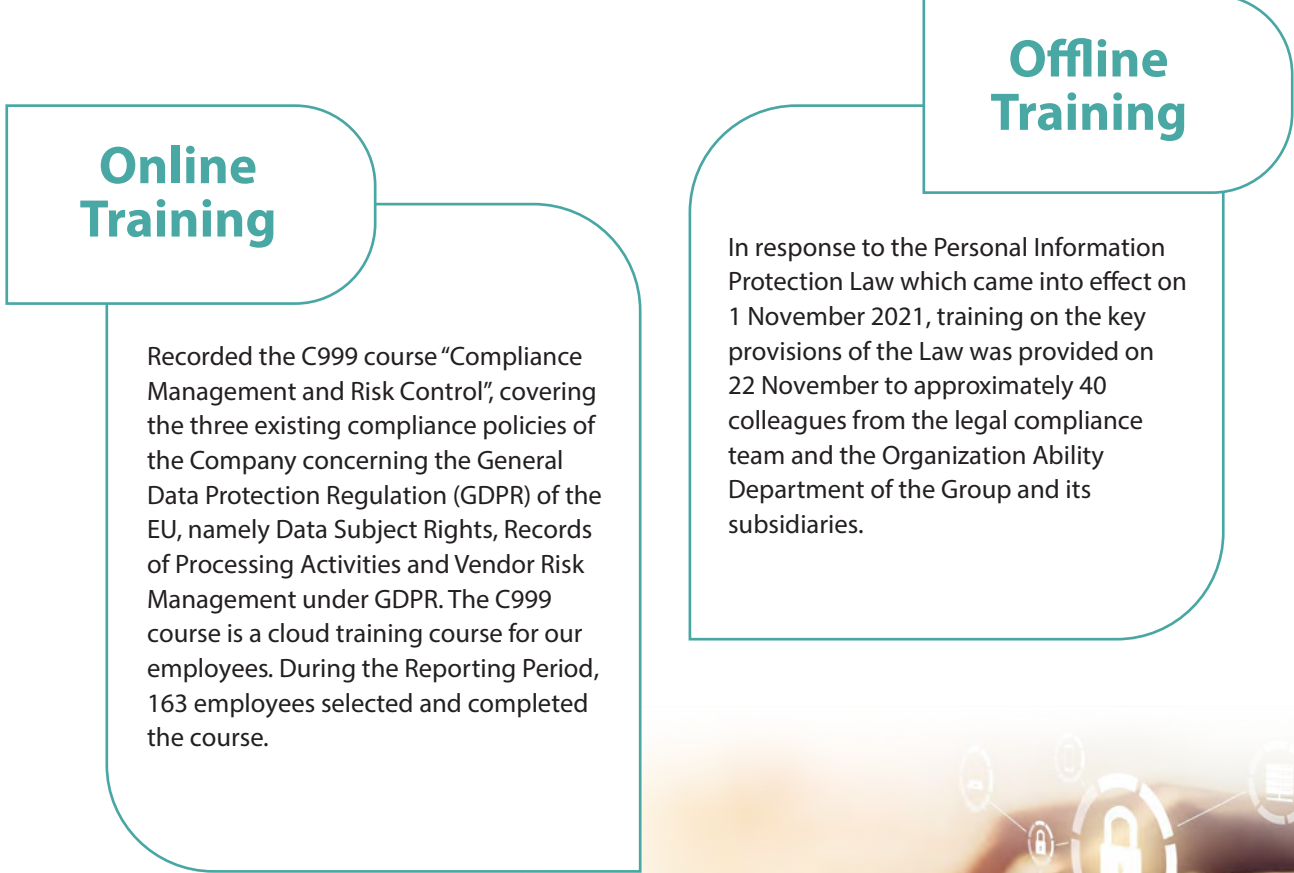 Online
Training
Recorded the C999 course “Compliance
Management and Risk Control”, covering
the three existing compliance policies of
the Company concerning the General
Data Protection Regulation (GDPR) of the
EU, namely Data Subject Rights, Records
of Processing Activities and Vendor Risk
Management under GDPR. The C999
course is a cloud training course for our
employees. During the Reporting Period,
163 employees selected and completed
the course.
Offline
Training
In response to the Personal Information
Protection Law which came into effect on
1 November 2021, training on the key
provisions of the Law was provided on
22 November to approximately 40
colleagues from the legal compliance
team and the Organization Ability
Department of the Group and its
subsidiaries.